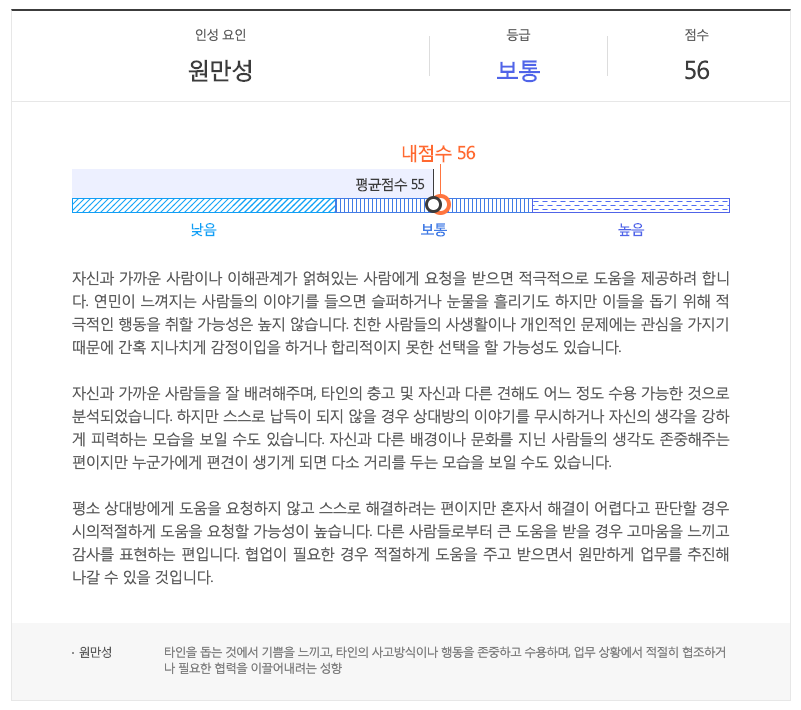 인성 요인
등급
점수
원만성
보통
56
내점수 56
평균점수 55
낮음
보통
높음
자신과 가까운 사람이나 이해관계가 얽혀있는 사람에게 요청을 받으면 적극적으로 도움을 제공하려 합니
다. 연민이 느껴지는 사람들의 이야기를 들으면 슬퍼하거나 눈물을 흘리기도 하지만 이들을 돕기 위해 적
극적인 행동을 취할 가능성은 높지 않습니다. 친한 사람들의 사생활이나 개인적인 문제에는 관심을 가지기
때문에 간혹 지나치게 감정이입을 하거나 합리적이지 못한 선택을 할 가능성도 있습니다.
자신과 가까운 사람들을 잘 배려해주며, 타인의 충고 및 자신과 다른 견해도 어느 정도 수용 가능한 것으로
분석되었습니다. 하지만 스스로 납득이 되지 않을 경우 상대방의 이야기를 무시하거나 자신의 생각을 강하
게 피력하는 모습을 보일 수도 있습니다. 자신과 다른 배경이나 문화를 지닌 사람들의 생각도 존중해주는
편이지만 누군가에게 편견이 생기게 되면 다소 거리를 두는 모습을 보일 수도 있습니다.
평소 상대방에게 도움을 요청하지 않고 스스로 해결하려는 편이지만 혼자서 해결이 어렵다고 판단할 경우
시의적절하게 도움을 요청할 가능성이 높습니다. 다른 사람들로부터 큰 도움을 받을 경우 고마움을 느끼고
감사를 표현하는 편입니다. 협업이 필요한 경우 적절하게 도움을 주고 받으면서 원만하게 업무를 추진해
나갈 수 있을 것입니다.
· 원만성
타인을 돕는 것에서 기쁨을 느끼고, 타인의 사고방식이나 행동을 존중하고 수용하며, 업무 상황에서 적절히 협조하거
나 필요한 협력을 이끌어내려는 성향